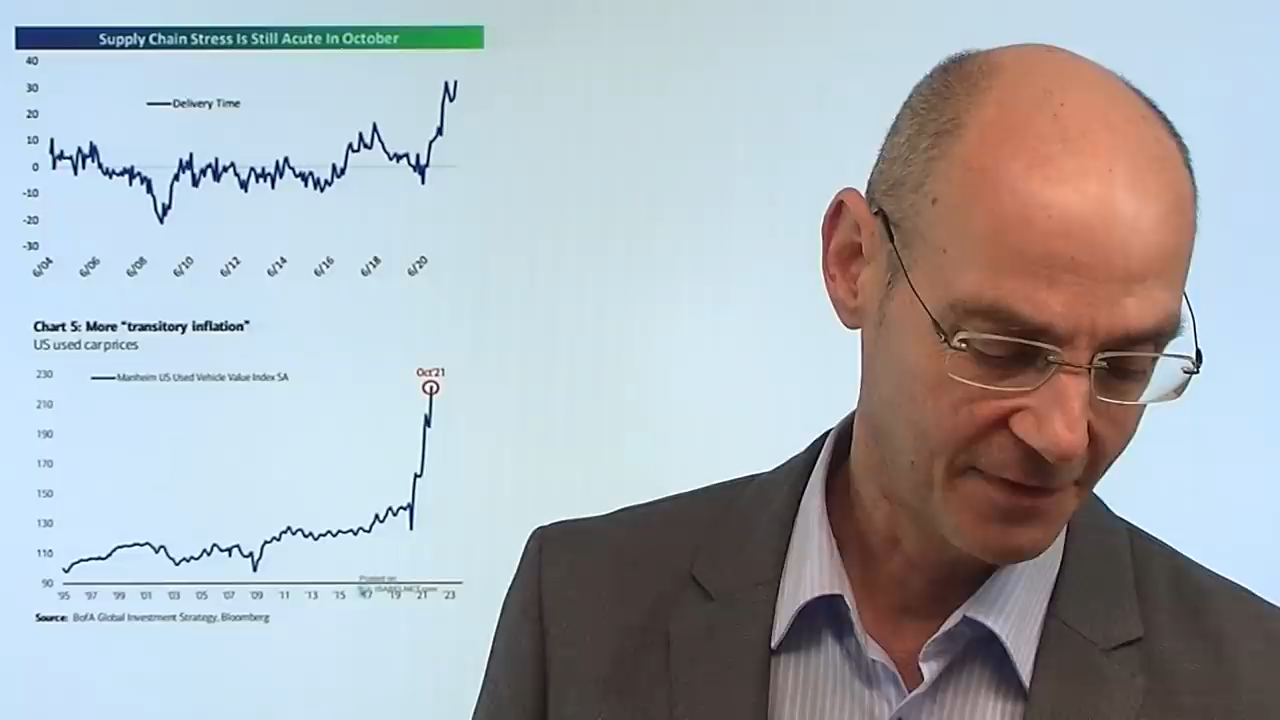 Supply Chain Stress Is Still Acute In October
40
30
20
10
0
-10
-20
-30
Delivery Time
6/04 6/06 6/08 6/10 6/12 6/14 6/16 6/18 6/20
Chart 5: More "transitory inflation"
US used car prices
230
210
190
170
150
130
110
90
Manheim US Used Vehicle Value Index SA
Oct'21
'95 '97 '99 '01 '03 '05 '07 '09 '11 '13 '15 '17 '19 '21 '23
Posted on
Source: BofA Global Investment Strategy, Bloomberg